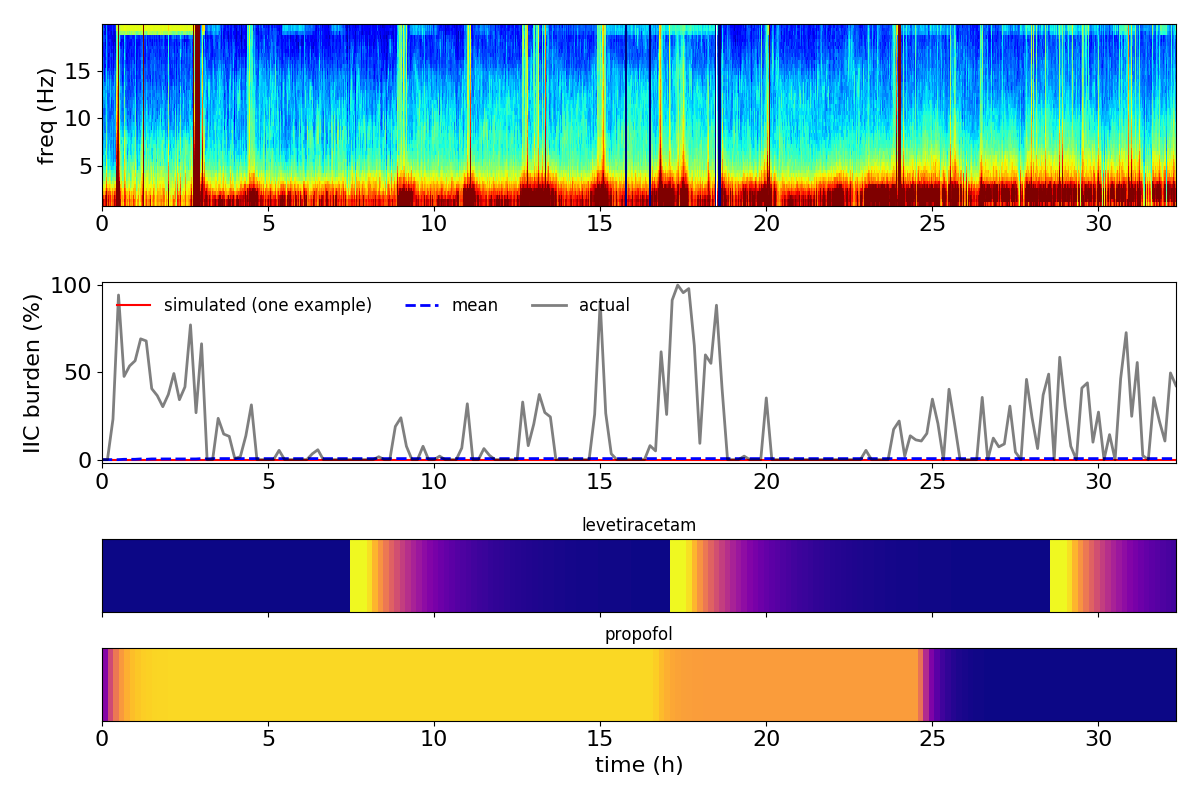 freq (Hz)
15
10
5
0 5 10 15 20 25 30
IIC burden (%)
100
50
0
simulated (one example) mean actual
0 5 10 15 20 25 30
levetiracetam
propofol
0 5 10 15 20 25 30
time (h)